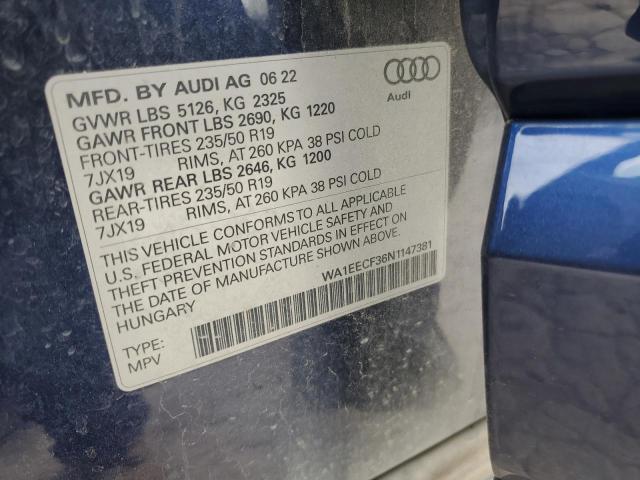 MFD. BY AUDI AG 06 22
GVWR LBS 5126, KG 2325
GAWR FRONT LBS 2690, KG 1220
FRONT-TIRES 235/50 R19
7JX19 RIMS, AT 260 KPA 38 PSI COLD
GAWR REAR LBS 2646, KG 1200
REAR-TIRES 235/50 R19
7JX19 RIMS, AT 260 KPA 38 PSI COLD
THIS VEHICLE CONFORMS TO ALL APPLICABLE
U.S. FEDERAL MOTOR VEHICLE SAFETY AND
THEFT PREVENTION STANDARDS IN EFFECT ON
THE DATE OF MANUFACTURE SHOWN ABOVE.
HUNGARY WA1EECF36N1147381
TYPE:
MPV
Audi